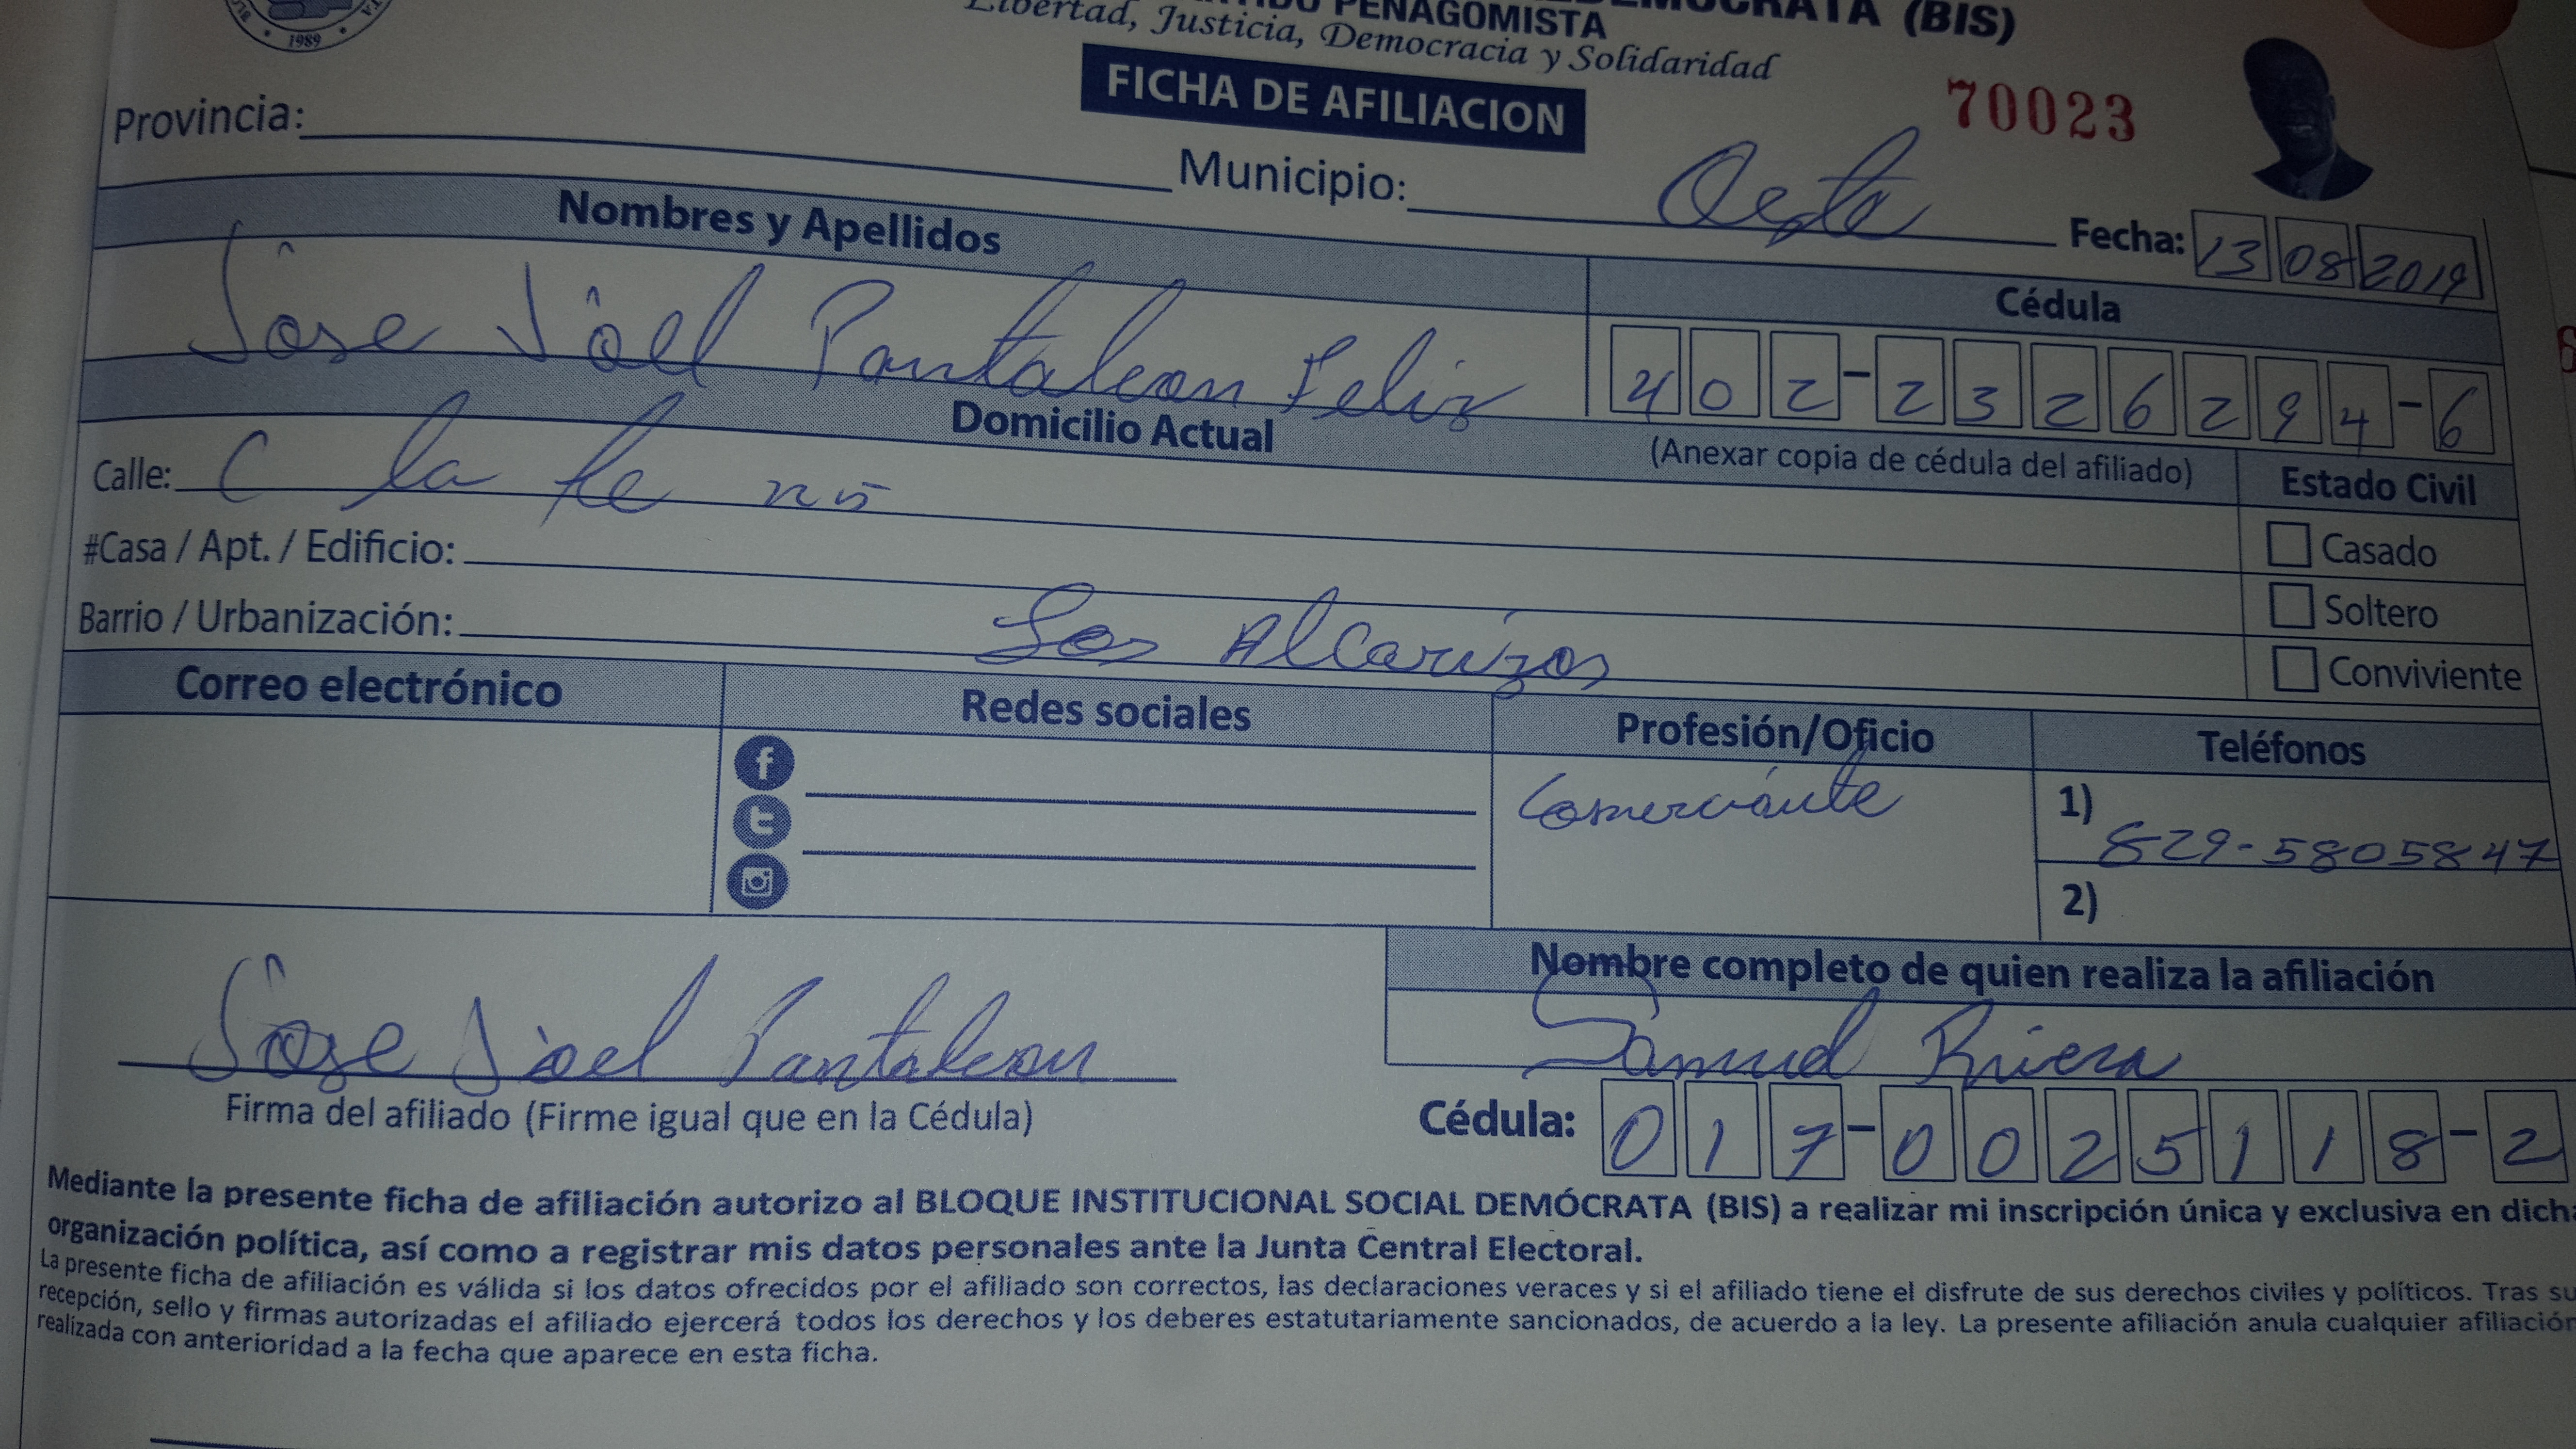 1989
DEMOCRATA (BIS)
PARTIDO PEÑAGOMISTA
Libertad, Justicia, Democracia y Solidaridad
FICHA DE AFILIACION
70023
Provincia:
Municipio: Oeste
Fecha: 13 08 2019
Nombres y Apellidos
Cédula
Jose Joel Pantaleon Feliz
402-2326294-6
Domicilio Actual
(Anexar copia de cédula del afiliado)
Estado Civil
Calle: C la fe n 5
Casado
#Casa / Apt. / Edificio:
Soltero
Barrio / Urbanización: Los Alcarizos
Conviviente
Correo electrónico
Redes sociales
Profesión/Oficio
Teléfonos
Comerciante
1) 829-5805847
2)
Nombre completo de quien realiza la afiliación
Samuel Rivera
Jose Joel Pantaleon
Firma del afiliado (Firme igual que en la Cédula)
Cédula: 017-0025118-2
Mediante la presente ficha de afiliación autorizo al BLOQUE INSTITUCIONAL SOCIAL DEMÓCRATA (BIS) a realizar mi inscripción única y exclusiva en dicha
organización política, así como a registrar mis datos personales ante la Junta Central Electoral.
La presente ficha de afiliación es válida si los datos ofrecidos por el afiliado son correctos, las declaraciones veraces y si el afiliado tiene el disfrute de sus derechos civiles y políticos. Tras su
recepción, sello y firmas autorizadas el afiliado ejercerá todos los derechos y los deberes estatutariamente sancionados, de acuerdo a la ley. La presente afiliación anula cualquier afiliación
realizada con anterioridad a la fecha que aparece en esta ficha.